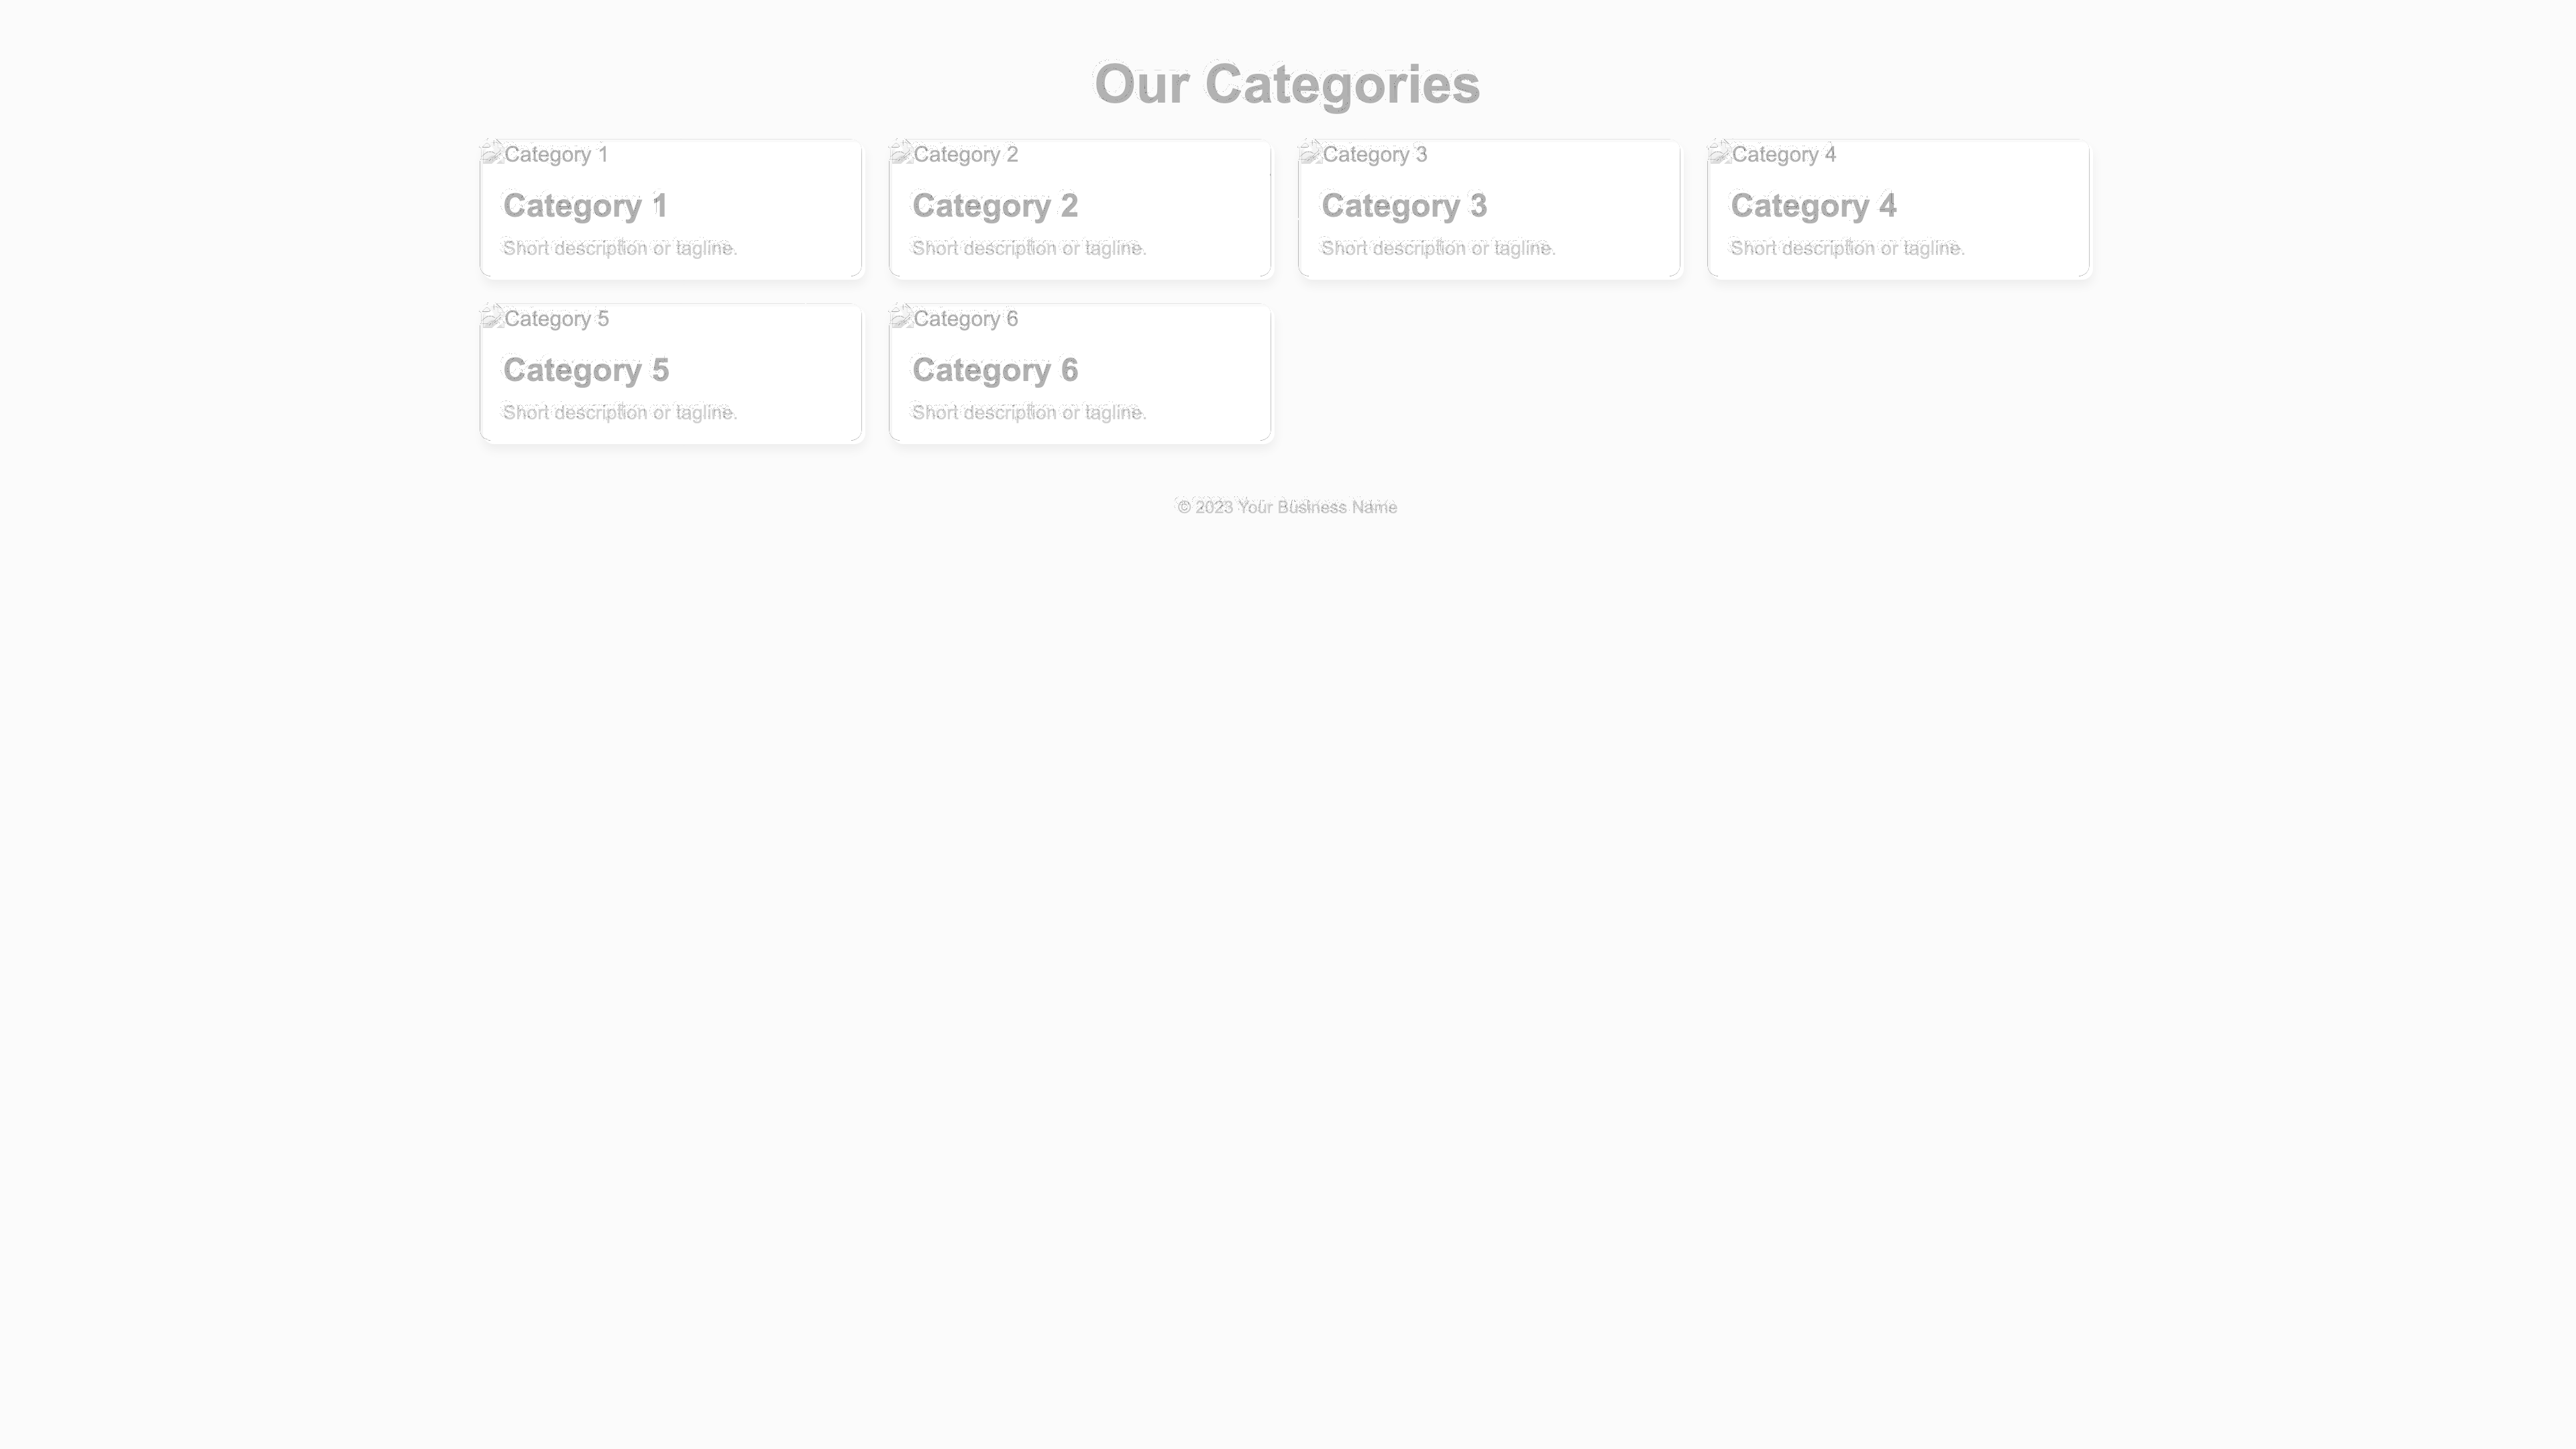 Our Categories
Category 1
Category 1
Short description or tagline.
Category 2
Category 2
Short description or tagline.
Category 3
Category 3
Short description or tagline.
Category 4
Category 4
Short description or tagline.
Category 5
Category 5
Short description or tagline.
Category 6
Category 6
Short description or tagline.
© 2023 Your Business Name